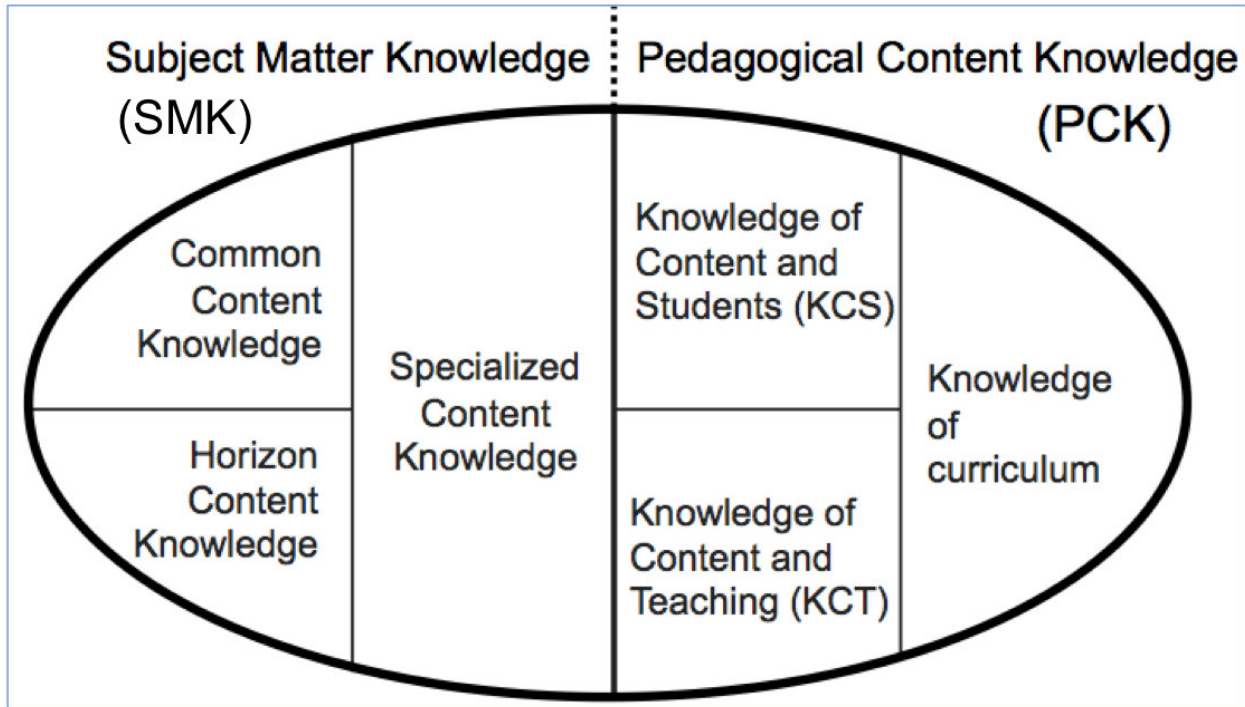 Subject Matter Knowledge
(SMK)
Pedagogical Content Knowledge
(PCK)
Common
Content
Knowledge
Horizon
Content
Knowledge
Specialized
Content
Knowledge
Knowledge of
Content and
Students (KCS)
Knowledge of
Content and
Teaching (KCT)
Knowledge
of
curriculum